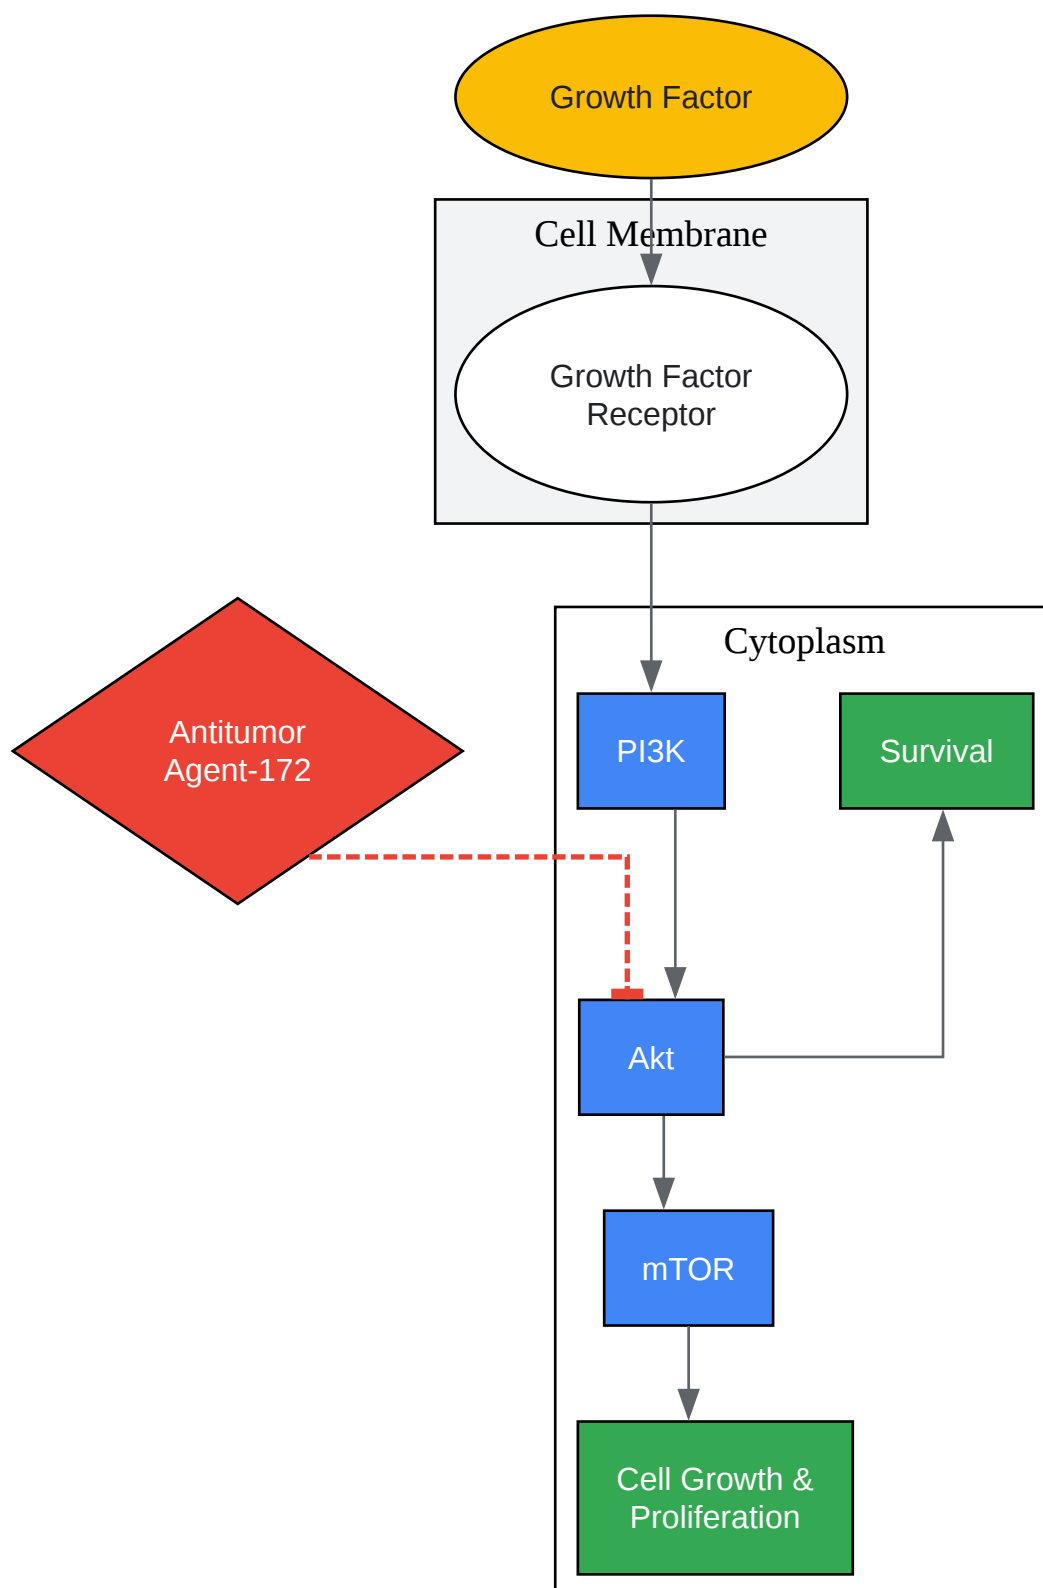 Growth Factor
Cell Membrane
Growth Factor
Receptor
Cytoplasm
Antitumor
Agent-172
PI3K
Survival
Akt
mTOR
Cell Growth &
Proliferation